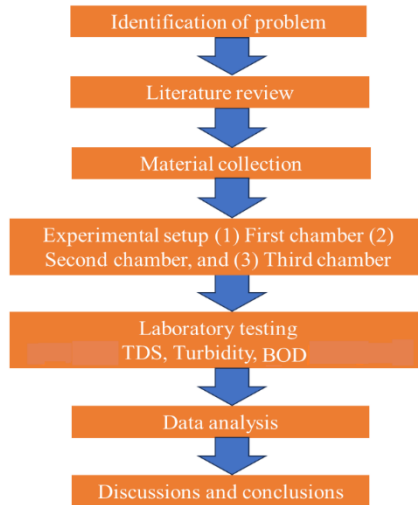 Identification of problem
Literature review
Material collection
Experimental setup (1) First chamber (2)
Second chamber, and (3) Third chamber
Laboratory testing
TDS, Turbidity, BOD
Data analysis
Discussions and conclusions